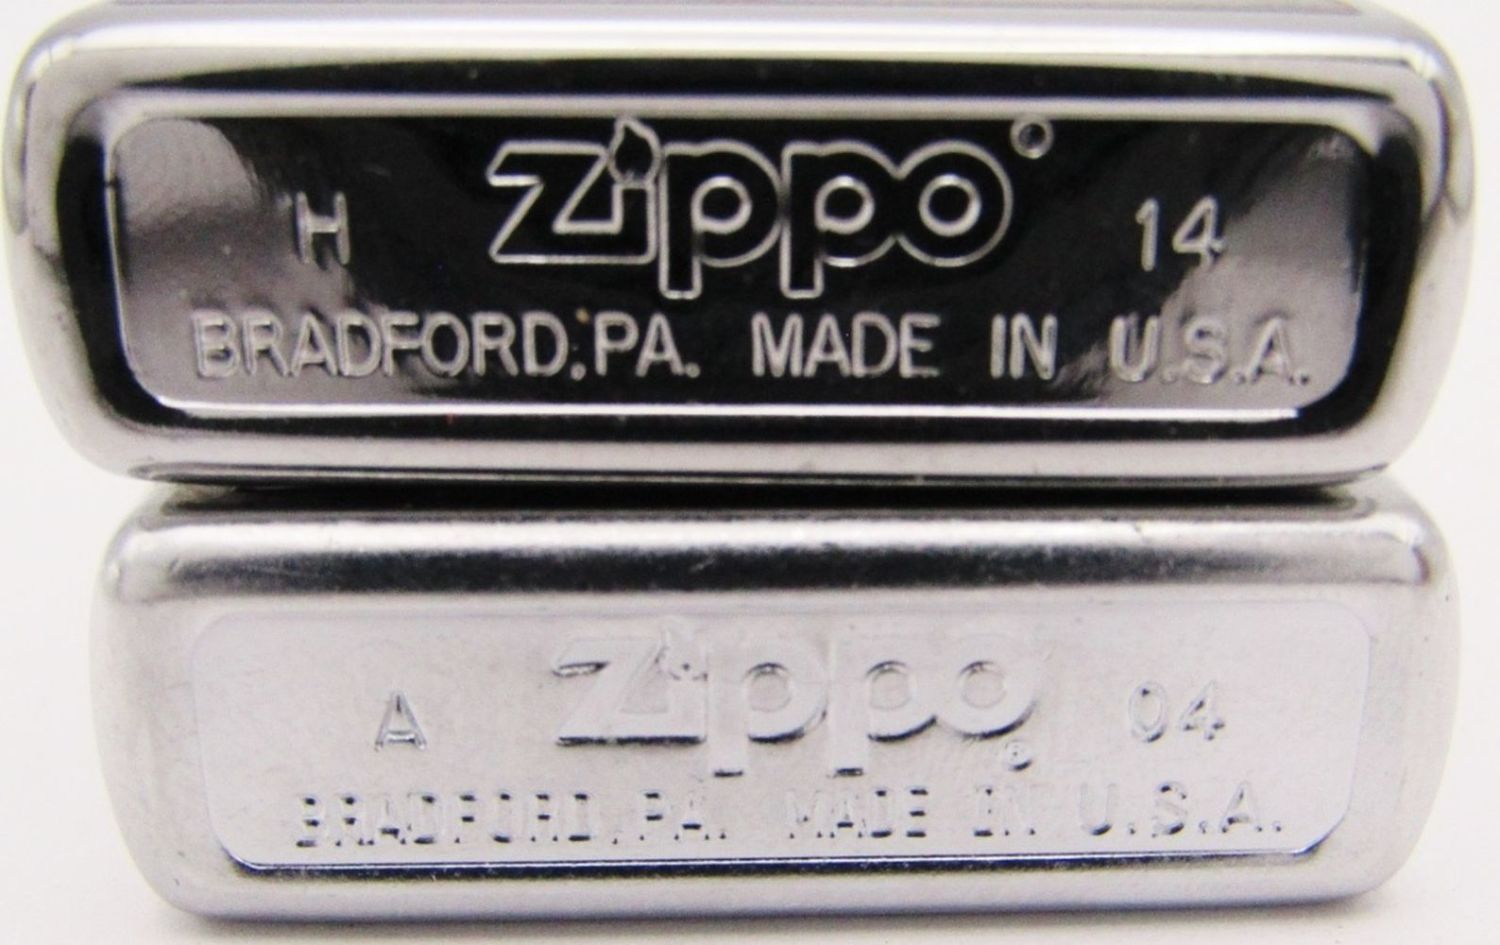 H zippo ® 14
BRADFORD, PA. MADE IN U.S.A.
A zippo ® 04
BRADFORD, PA. MADE IN U.S.A.